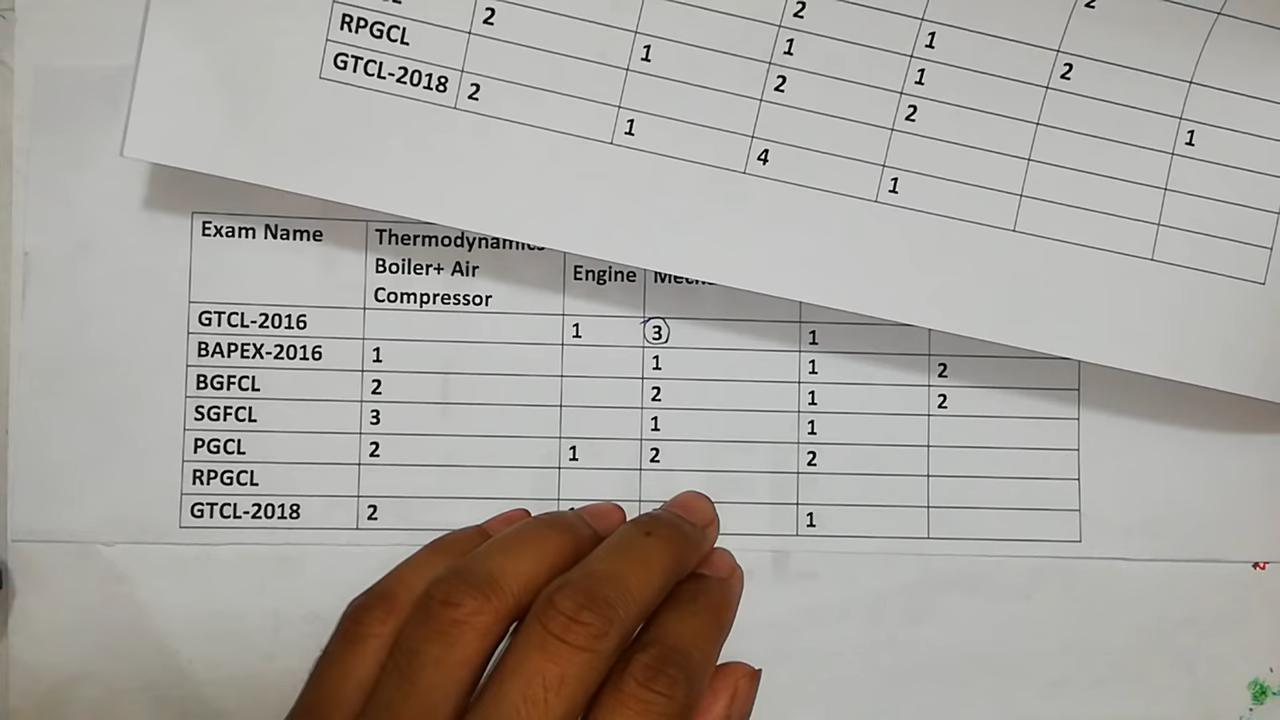 2 2 2
RPGCL 1 1 1 2
GTCL-2018 2 1 2 2 1
4 1
Exam Name Thermodynamics Boiler+ Air Compressor Engine
GTCL-2016 1 3 1
BAPEX-2016 1 1 1 2
BGFCL 2 2 1 2
SGFCL 3 1 1
PGCL 2 1 2 2
RPGCL
GTCL-2018 2 1